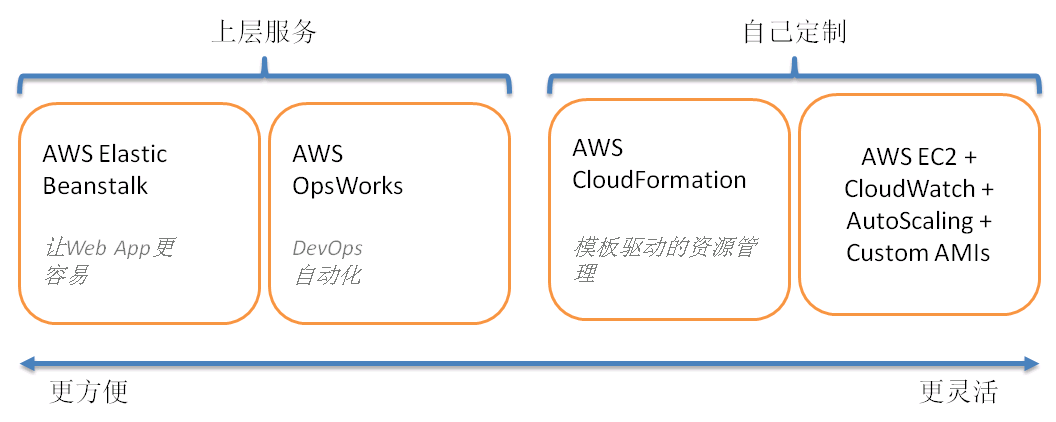 上层服务
自己定制
AWS Elastic
Beanstalk
让Web App更
容易
AWS
OpsWorks
DevOps
自动化
AWS
CloudFormation
模板驱动的资源管
理
AWS EC2 +
CloudWatch +
AutoScaling +
Custom AMIs
更方便
更灵活